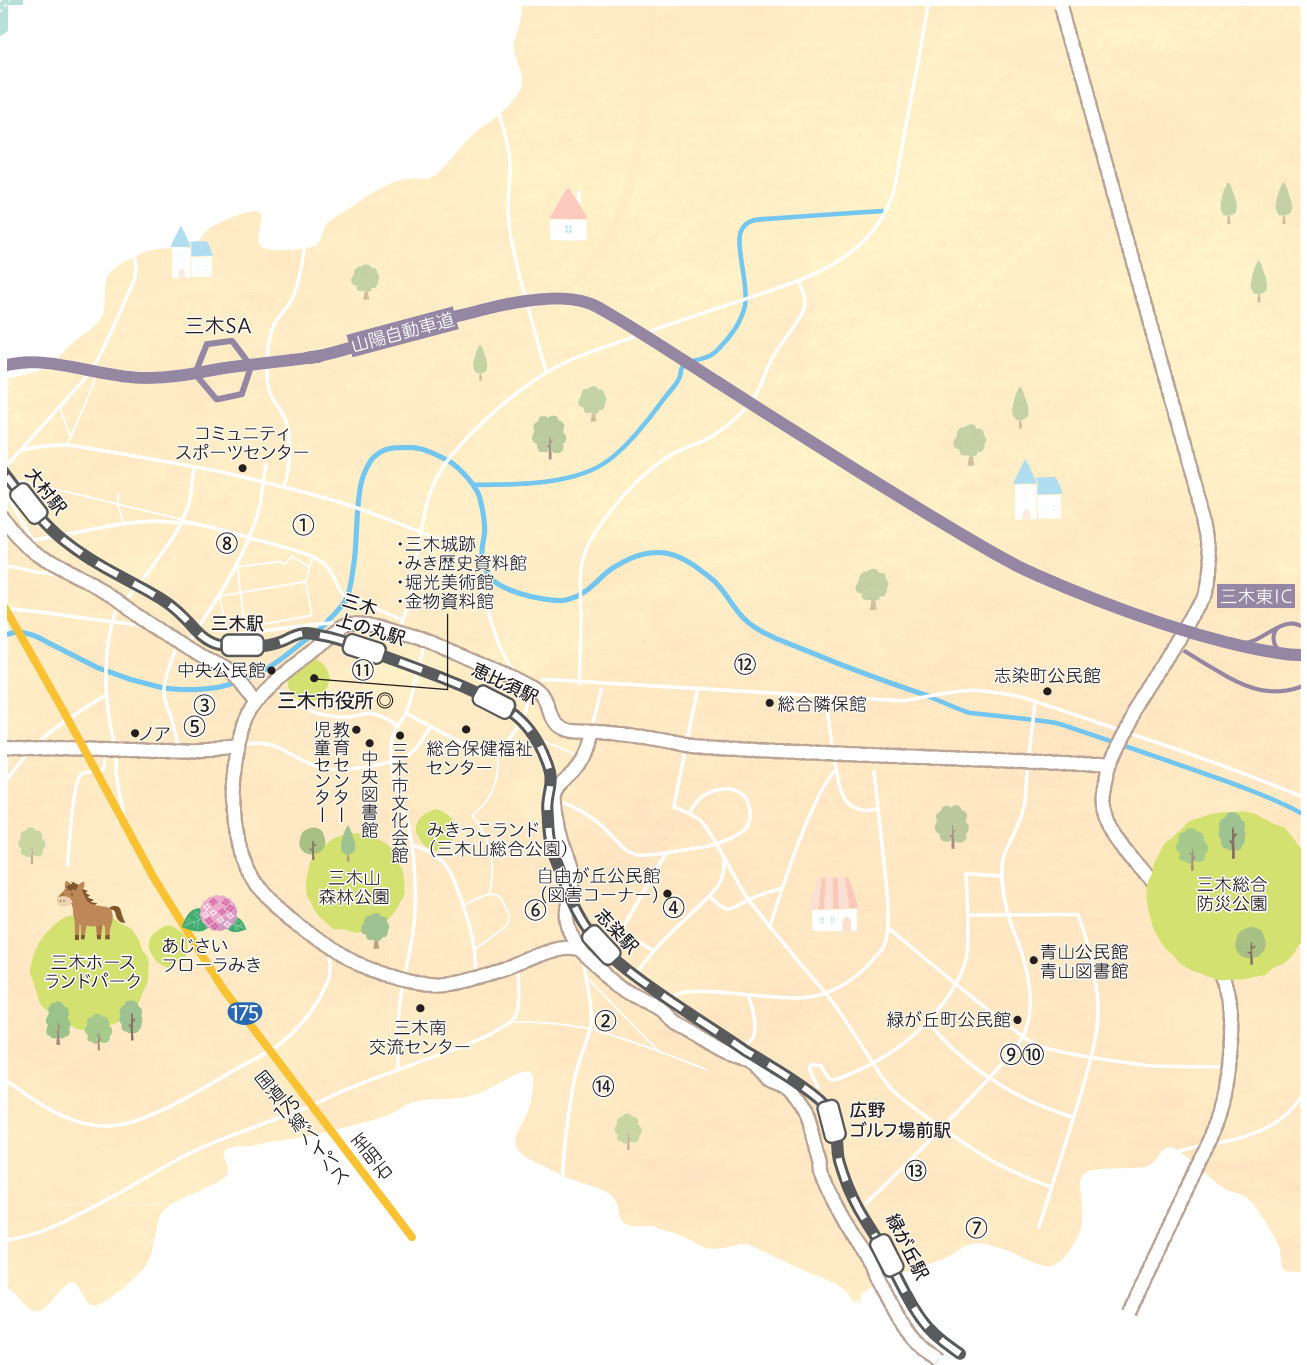 三木SA
山陽自動車道
コミュニティ
スポーツセンター
大村駅
①
⑧
・三木城跡
・みき歴史資料館
・堀光美術館
・金物資料館
三木東IC
三木
上の丸駅
三木駅
中央公民館
⑪
恵比須駅
⑫
志染町公民館
三木市役所◎
総合隣保館
③
⑤
ノア
教育センター
児童センター
中央図書館
三木市文化会館
総合保健福祉
センター
みきっこランド
(三木山総合公園)
三木山
森林公園
自由が丘公民館
(図書コーナー)
④
⑥
志染駅
三木総合
防災公園
あじさい
フローラみき
三木ホース
ランドパーク
青山公民館
青山図書館
175
三木南
交流センター
②
緑が丘町公民館
⑨⑩
⑭
国道175線バイパス
至明石
広野
ゴルフ場前駅
⑬
⑦
緑が丘駅